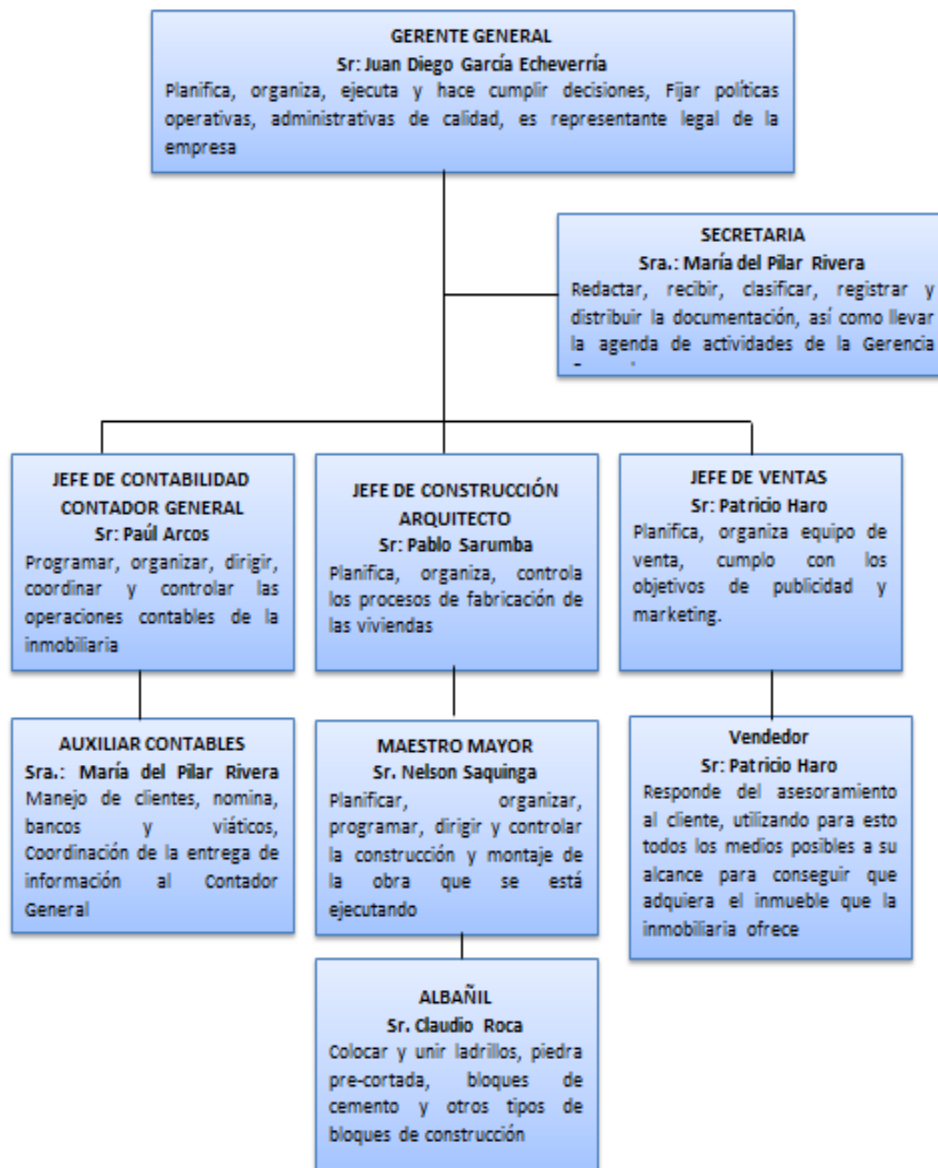 GERENTE GENERAL
Sr: Juan Diego García Echeverría
Planifica, organiza, ejecuta y hace cumplir decisiones, Fijar políticas
operativas, administrativas de calidad, es representante legal de la
empresa
SECRETARIA
Sra.: María del Pilar Rivera
Redactar, recibir, clasificar, registrar y
distribuir la documentación, así como llevar
la agenda de actividades de la Gerencia
JEFE DE CONTABILIDAD
CONTADOR GENERAL
Sr: Paúl Arcos
Programar, organizar, dirigir,
coordinar y controlar las
operaciones contables de la
inmobiliaria
JEFE DE CONSTRUCCIÓN
ARQUITECTO
Sr: Pablo Sarumba
Planifica, organiza, controla
los procesos de fabricación de
las viviendas
JEFE DE VENTAS
Sr: Patricio Haro
Planifica, organiza equipo de
venta, cumplo con los
objetivos de publicidad y
marketing.
AUXILIAR CONTABLES
Sra.: María del Pilar Rivera
Manejo de clientes, nomina,
bancos y viáticos,
Coordinación de la entrega de
información al Contador
General
MAESTRO MAYOR
Sr. Nelson Saquinga
Planificar, organizar,
programar, dirigir y controlar
la construcción y montaje de
la obra que se está
ejecutando
Vendedor
Sr: Patricio Haro
Responde del asesoramiento
al cliente, utilizando para esto
todos los medios posibles a su
alcance para conseguir que
adquiera el inmueble que la
inmobiliaria ofrece
ALBAÑIL
Sr. Claudio Roca
Colocar y unir ladrillos, piedra
pre-cortada, bloques de
cemento y otros tipos de
bloques de construcción